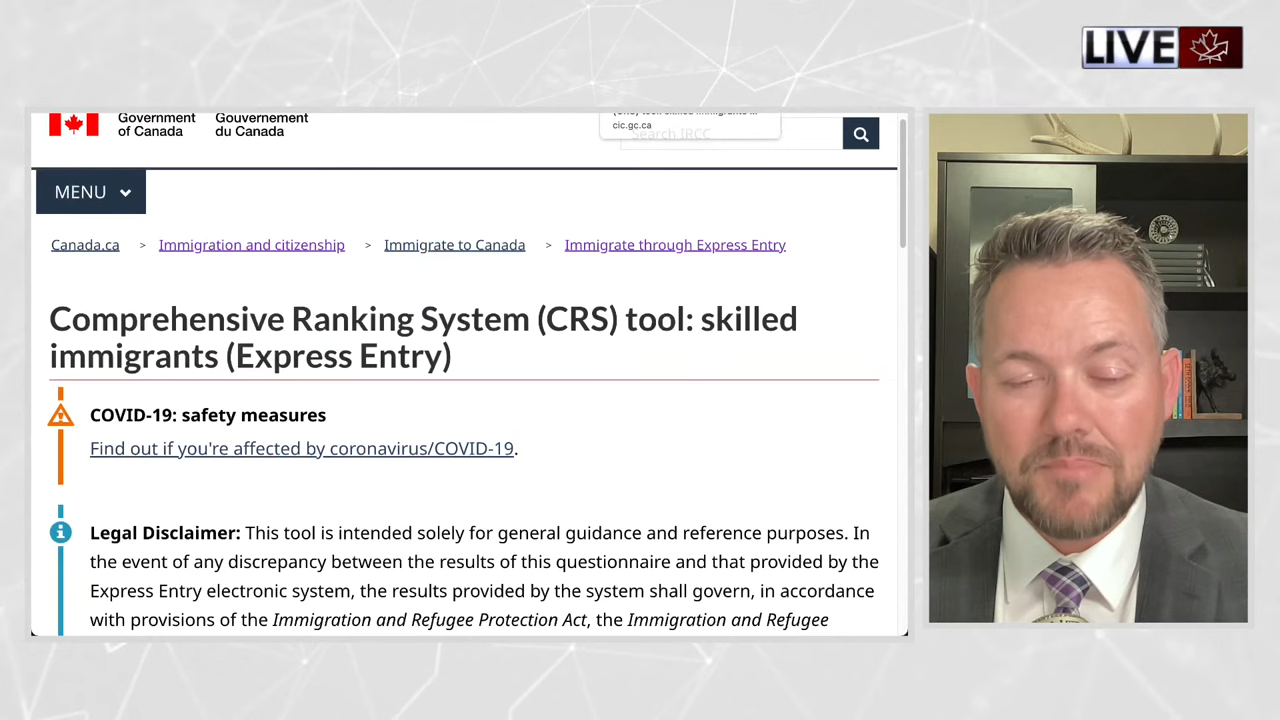 LIVE
Government
of Canada
Gouvernement
du Canada
cic.gc.ca
Search IRCC
MENU
Canada.ca > Immigration and citizenship > Immigrate to Canada > Immigrate through Express Entry
Comprehensive Ranking System (CRS) tool: skilled
immigrants (Express Entry)
COVID-19: safety measures
Find out if you're affected by coronavirus/COVID-19.
Legal Disclaimer: This tool is intended solely for general guidance and reference purposes. In
the event of any discrepancy between the results of this questionnaire and that provided by the
Express Entry electronic system, the results provided by the system shall govern, in accordance
with provisions of the Immigration and Refugee Protection Act, the Immigration and Refugee